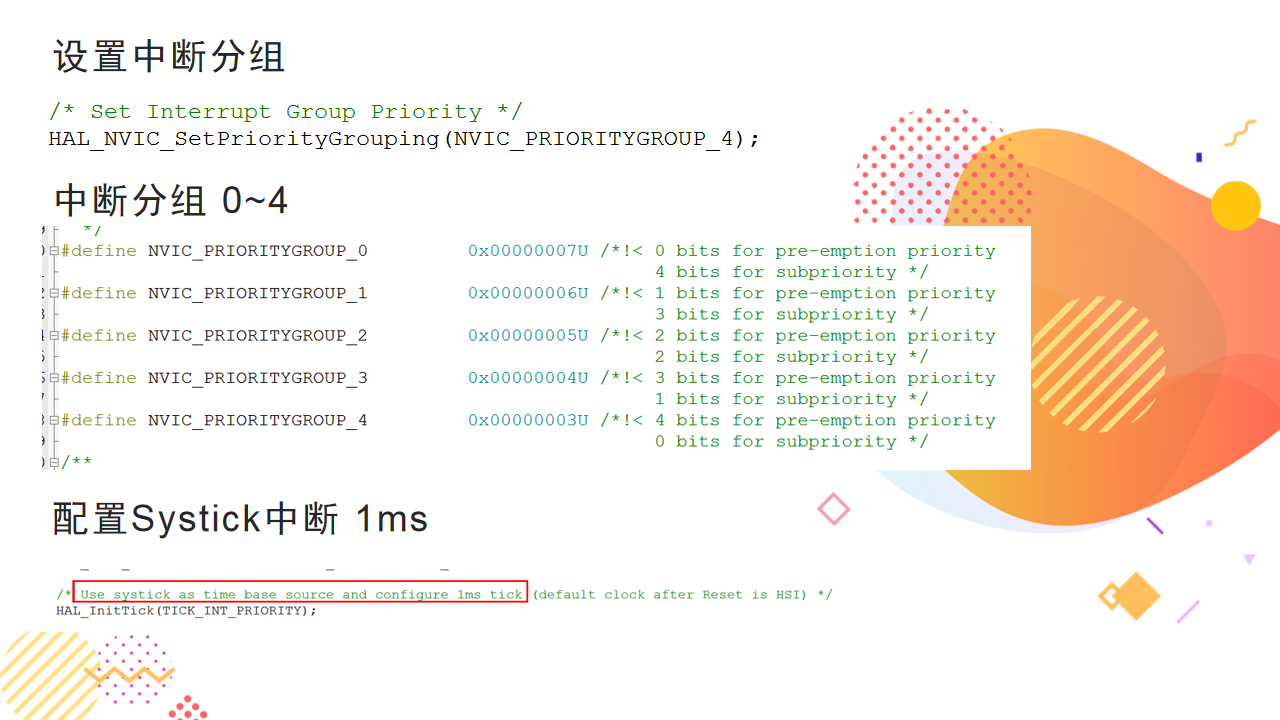 设置中断分组
/* Set Interrupt Group Priority */
HAL_NVIC_SetPriorityGrouping(NVIC_PRIORITYGROUP_4);
中断分组 0~4
*/
#define NVIC_PRIORITYGROUP_0 0x00000007U /*!< 0 bits for pre-emption priority
4 bits for subpriority */
#define NVIC_PRIORITYGROUP_1 0x00000006U /*!< 1 bits for pre-emption priority
3 bits for subpriority */
#define NVIC_PRIORITYGROUP_2 0x00000005U /*!< 2 bits for pre-emption priority
2 bits for subpriority */
#define NVIC_PRIORITYGROUP_3 0x00000004U /*!< 3 bits for pre-emption priority
1 bits for subpriority */
#define NVIC_PRIORITYGROUP_4 0x00000003U /*!< 4 bits for pre-emption priority
0 bits for subpriority */
/**
配置Systick中断 1ms
/* Use systick as time base source and configure 1ms tick (default clock after Reset is HSI) */
HAL_InitTick(TICK_INT_PRIORITY);